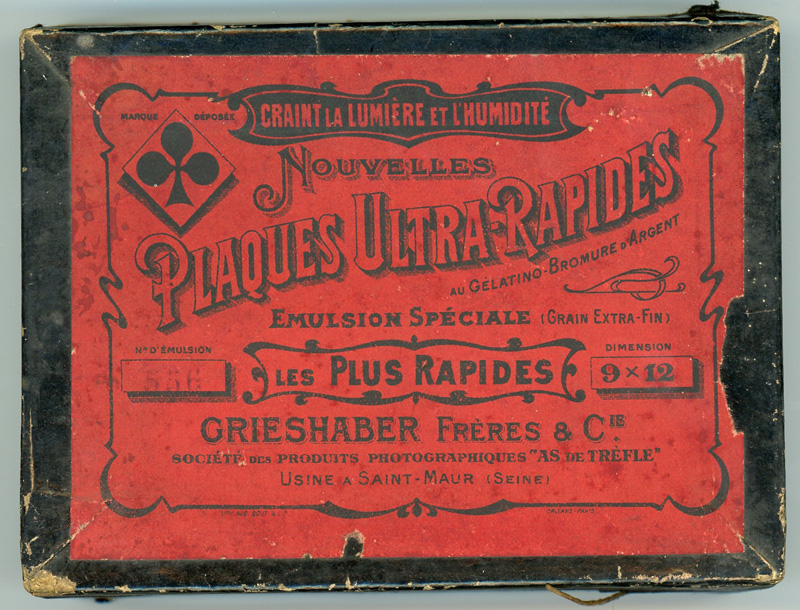 CRAINT LA LUMIÈRE ET L'HUMIDITÉ
MARQUE DÉPOSÉE
NOUVELLES
PLAQUES ULTRA-RAPIDES
AU GÉLATINO-BROMURE D'ARGENT
EMULSION SPÉCIALE (GRAIN EXTRA-FIN)
N° D'ÉMULSION
556
LES PLUS RAPIDES
DIMENSION
9×12
GRIESHABER FRÈRES & CIE.
SOCIÉTÉ DES PRODUITS PHOTOGRAPHIQUES "AS DE TRÈFLE"
USINE A SAINT-MAUR (SEINE)